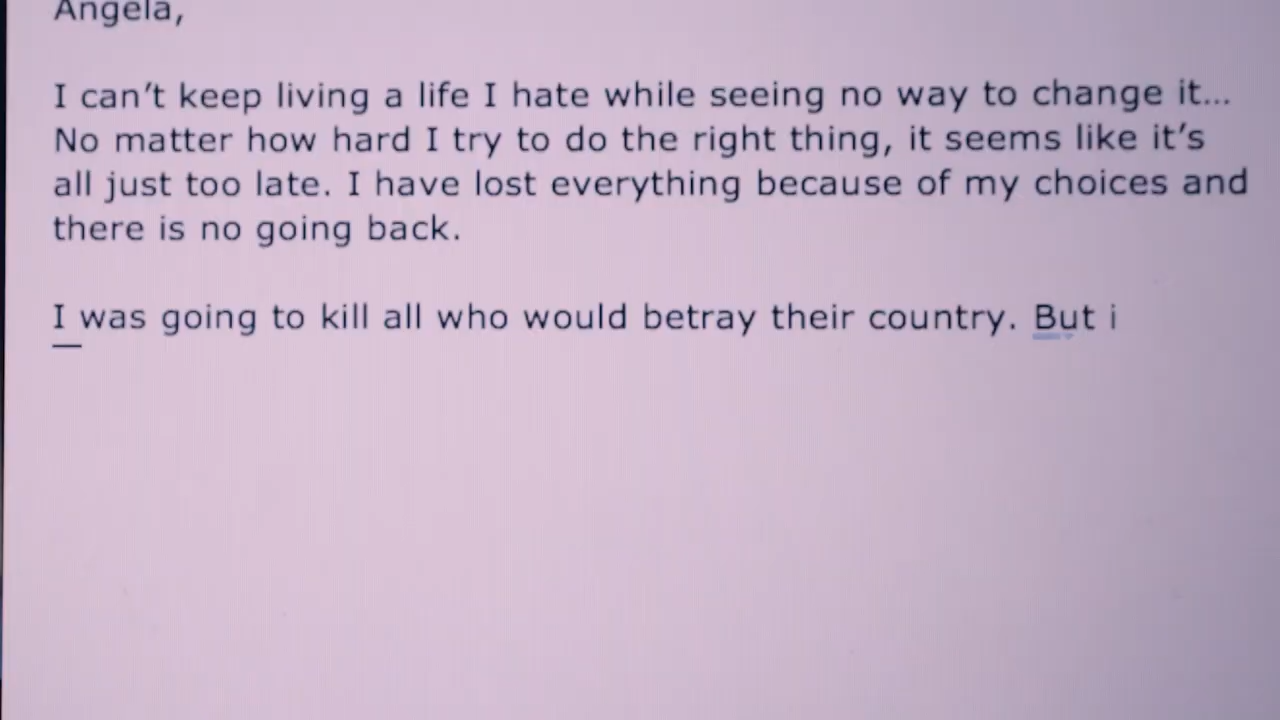 Angela,
I can't keep living a life I hate while seeing no way to change it...
No matter how hard I try to do the right thing, it seems like it's
all just too late. I have lost everything because of my choices and
there is no going back.
I was going to kill all who would betray their country. But i